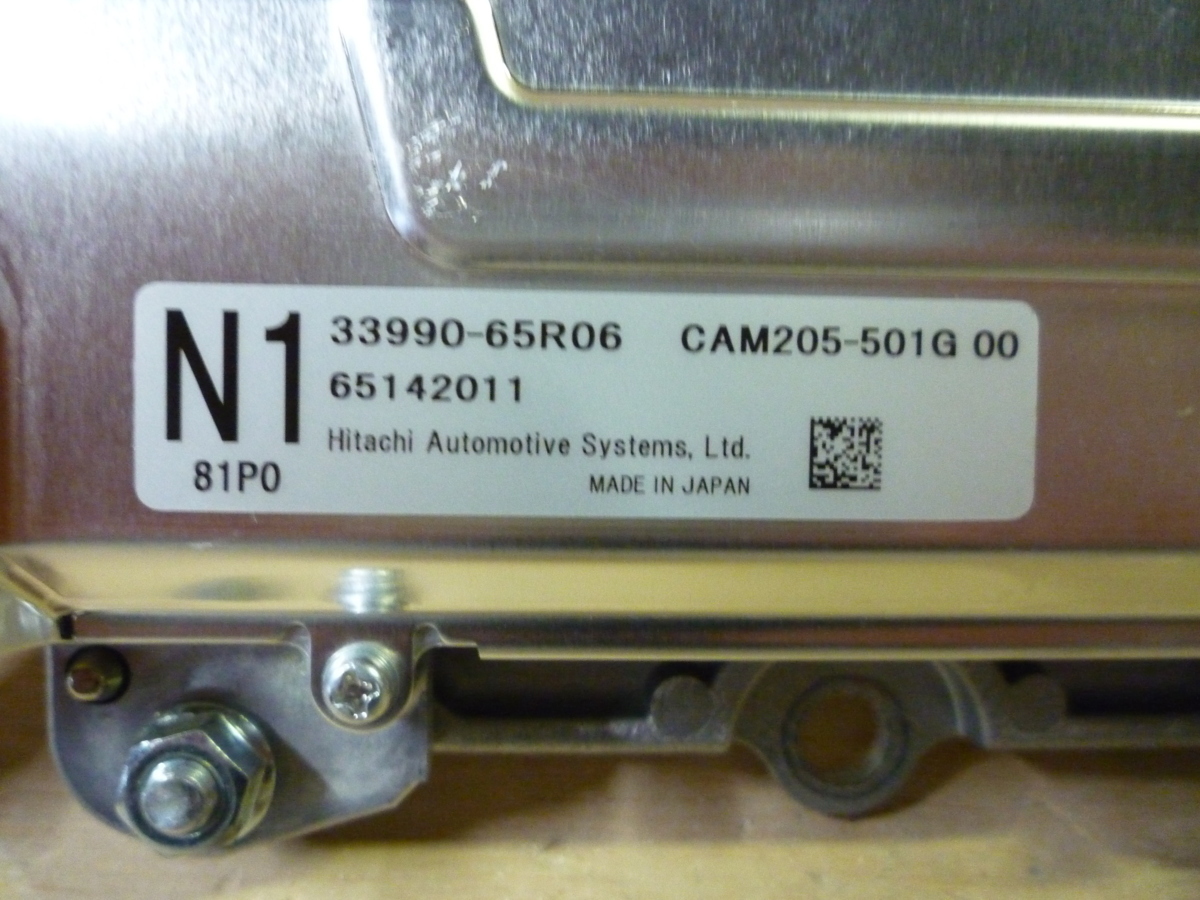 N1 33990-65R06 CAM205-501G 00
65142011
Hitachi Automotive Systems, Ltd.
81P0 MADE IN JAPAN